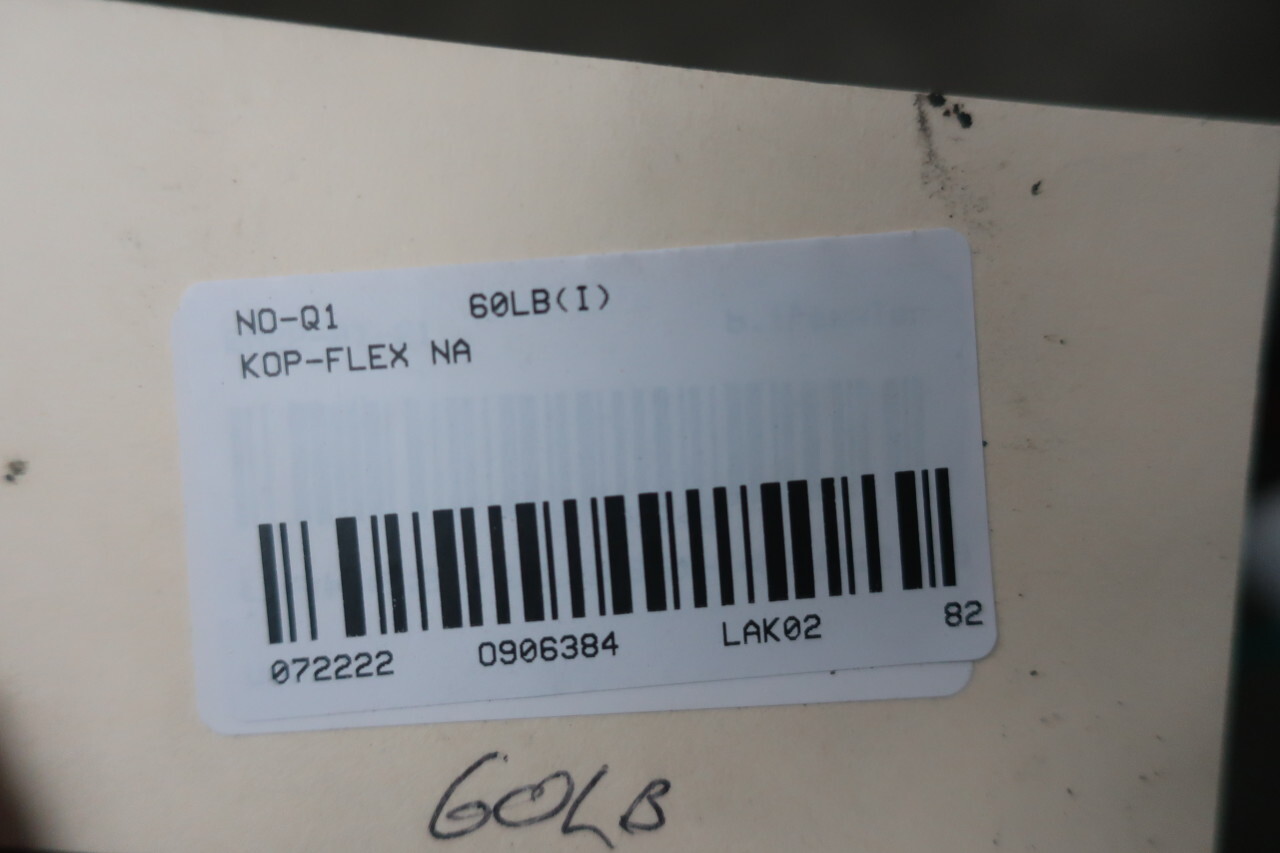 NO-Q1 60LB(I)
KOP-FLEX NA
072222 0906384 LAK02 82
60LB